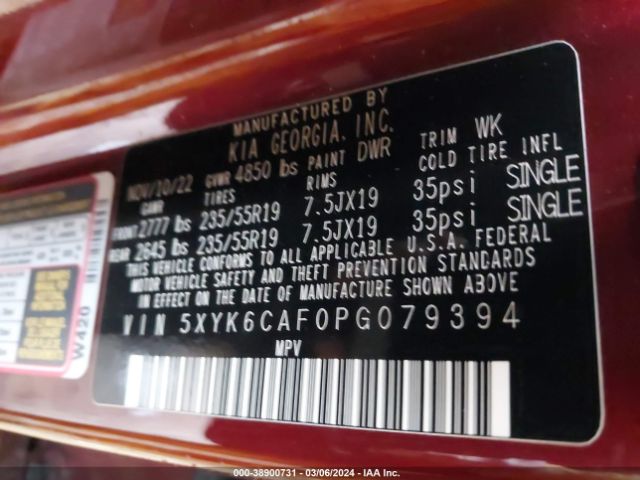 MANUFACTURED BY
KIA GEORGIA, INC.
NOV/10/22 GVWR 4850 lbs PAINT DWR TRIM WK
GAWR TIRES RIMS COLD TIRE INFL
FRONT 2777 lbs 235/55R19 7.5JX19 35psi SINGLE
REAR 2645 lbs 235/55R19 7.5JX19 35psi SINGLE
THIS VEHICLE CONFORMS TO ALL APPLICABLE U.S.A. FEDERAL
MOTOR VEHICLE SAFETY AND THEFT PREVENTION STANDARDS
IN EFFECT ON THE DATE OF MANUFACTURE SHOWN ABOVE
VIN 5XYK6CAF0PG079394
MPV
W420
000-38900731 - 03/06/2024 - IAA Inc.